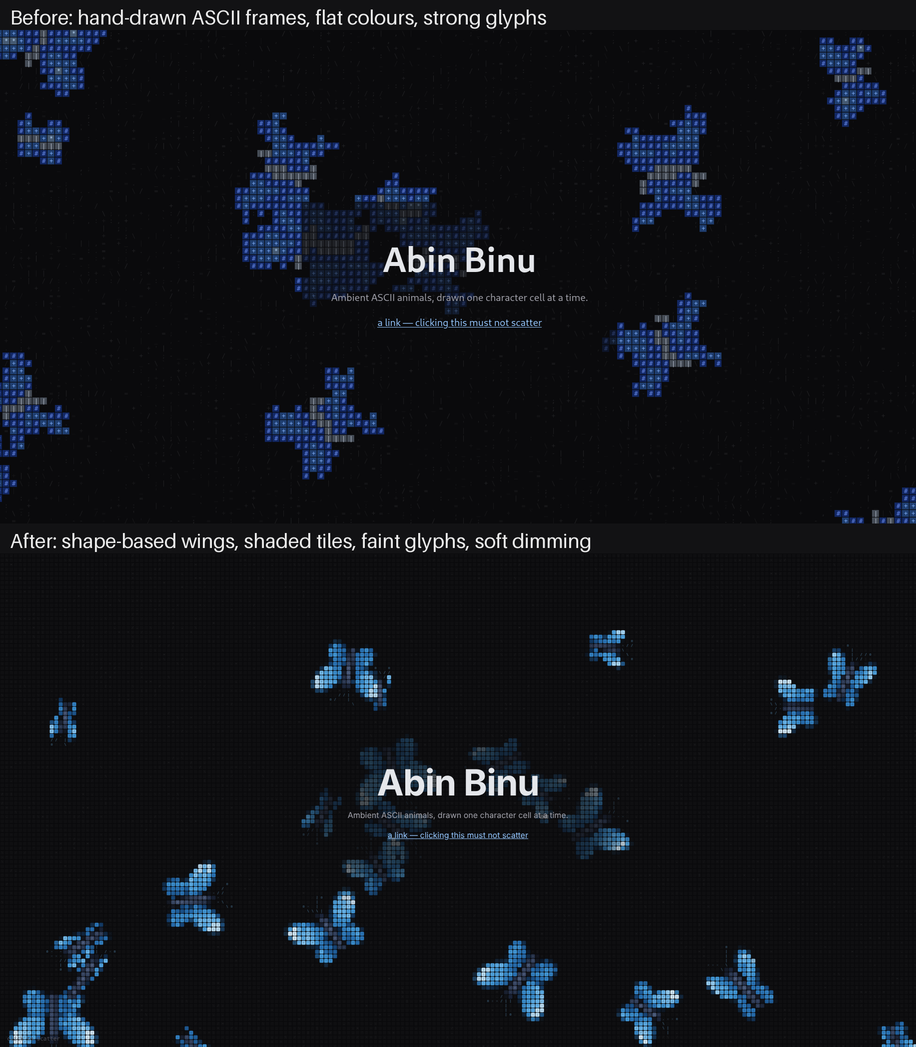 Before: hand-drawn ASCII frames, flat colours, strong glyphs
Abin Binu
Ambient ASCII animals, drawn one character cell at a time.
a link — clicking this must not scatter
After: shape-based wings, shaded tiles, faint glyphs, soft dimming
Abin Binu
Ambient ASCII animals, drawn one character cell at a time.
a link — clicking this must not scatter